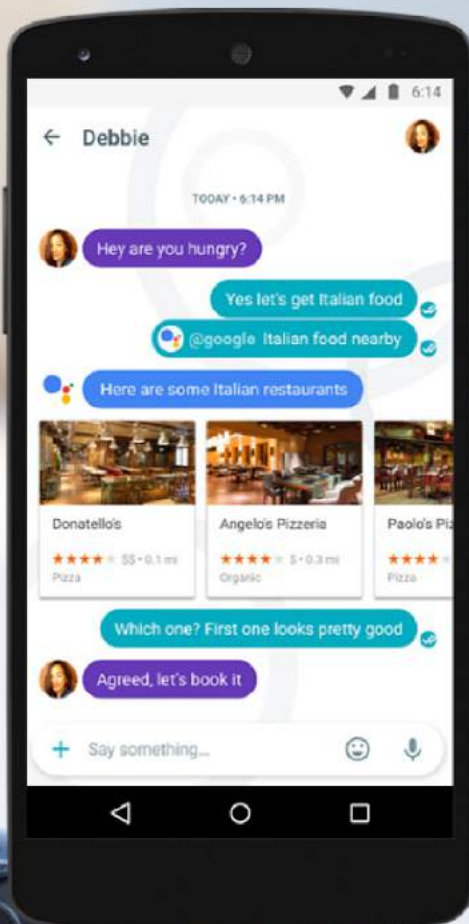 6:14
Debbie
TODAY • 6:14 PM
Hey are you hungry?
Yes let's get Italian food
@google Italian food nearby
Here are some Italian restaurants
Donatello's
$$ • 0.1 mi
Pizza
Angelo's Pizzeria
$ • 0.3 mi
Organic
Paolo's Piz
Pizza
Which one? First one looks pretty good
Agreed, let's book it
Say something...